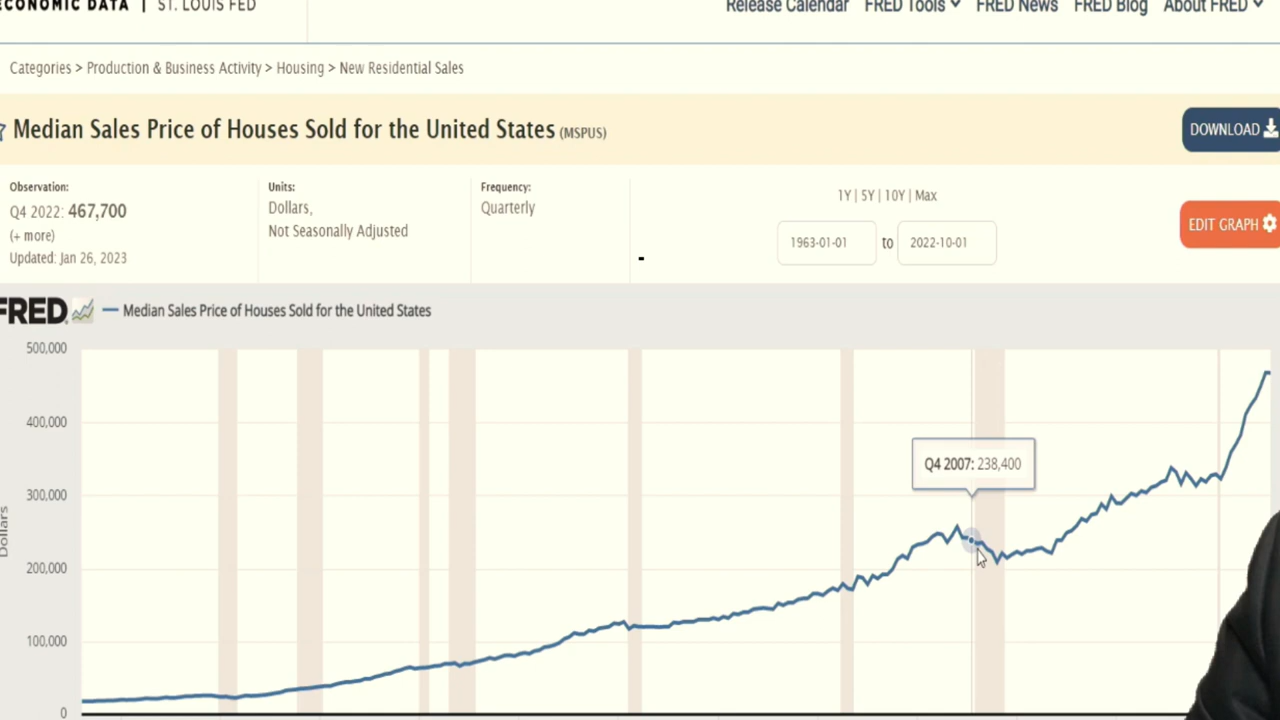 ECONOMIC DATA | ST. LOUIS FED
Release Calendar FRED Tools FRED News FRED Blog About FRED
Categories > Production & Business Activity > Housing > New Residential Sales
Median Sales Price of Houses Sold for the United States (MSPUS)
DOWNLOAD
Observation:
Q4 2022: 467,700
(+ more)
Updated: Jan 26, 2023
Units:
Dollars,
Not Seasonally Adjusted
Frequency:
Quarterly
1Y | 5Y | 10Y | Max
1963-01-01 to 2022-10-01
EDIT GRAPH
FRED
Median Sales Price of Houses Sold for the United States
500,000
400,000
300,000
200,000
100,000
0
Dollars
Q4 2007: 238,400